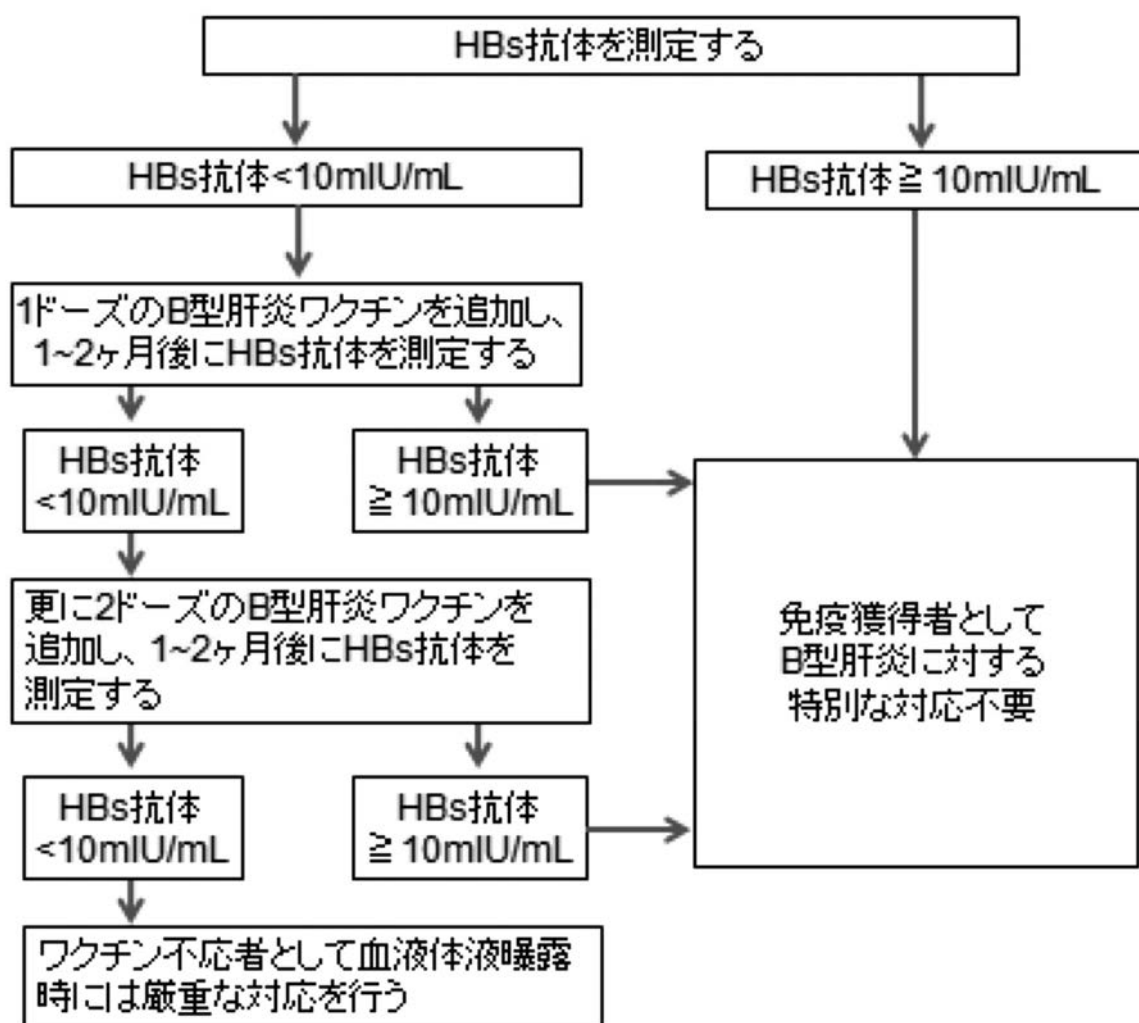 HBs抗体を測定する
HBs抗体<10mIU/mL
HBs抗体≧10mIU/mL
1ドーズのB型肝炎ワクチンを追加し、
1~2ヶ月後にHBs抗体を測定する
HBs抗体
<10mIU/mL
HBs抗体
≧10mIU/mL
更に2ドーズのB型肝炎ワクチンを
追加し、1~2ヶ月後にHBs抗体を
測定する
免疫獲得者として
B型肝炎に対する
特別な対応不要
HBs抗体
<10mIU/mL
HBs抗体
≧10mIU/mL
ワクチン不応者として血液体液曝露
時には厳重な対応を行う